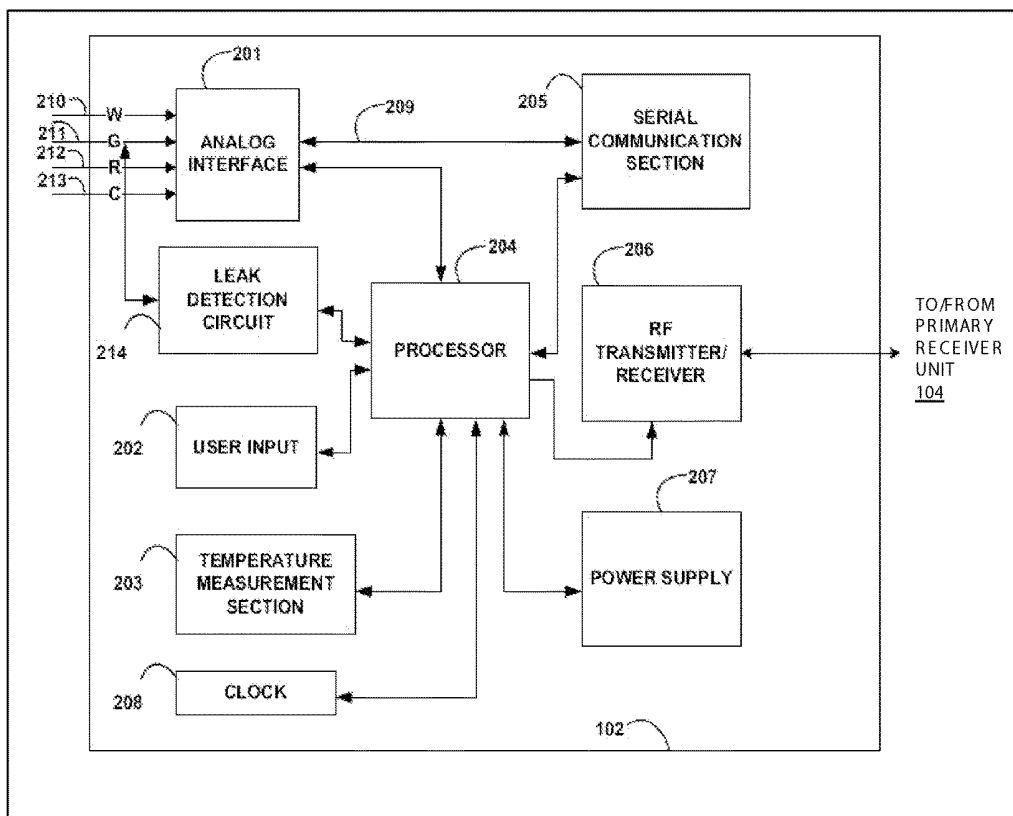 201
210
W
211
G
212
R
213
C
ANALOG
INTERFACE
209
205
SERIAL
COMMUNICATION
SECTION
LEAK
DETECTION
CIRCUIT
214
204
PROCESSOR
206
RF
TRANSMITTER/
RECEIVER
TO/FROM
PRIMARY
RECEIVER
UNIT
104
202
USER INPUT
207
POWER SUPPLY
203
TEMPERATURE
MEASUREMENT
SECTION
208
CLOCK
102